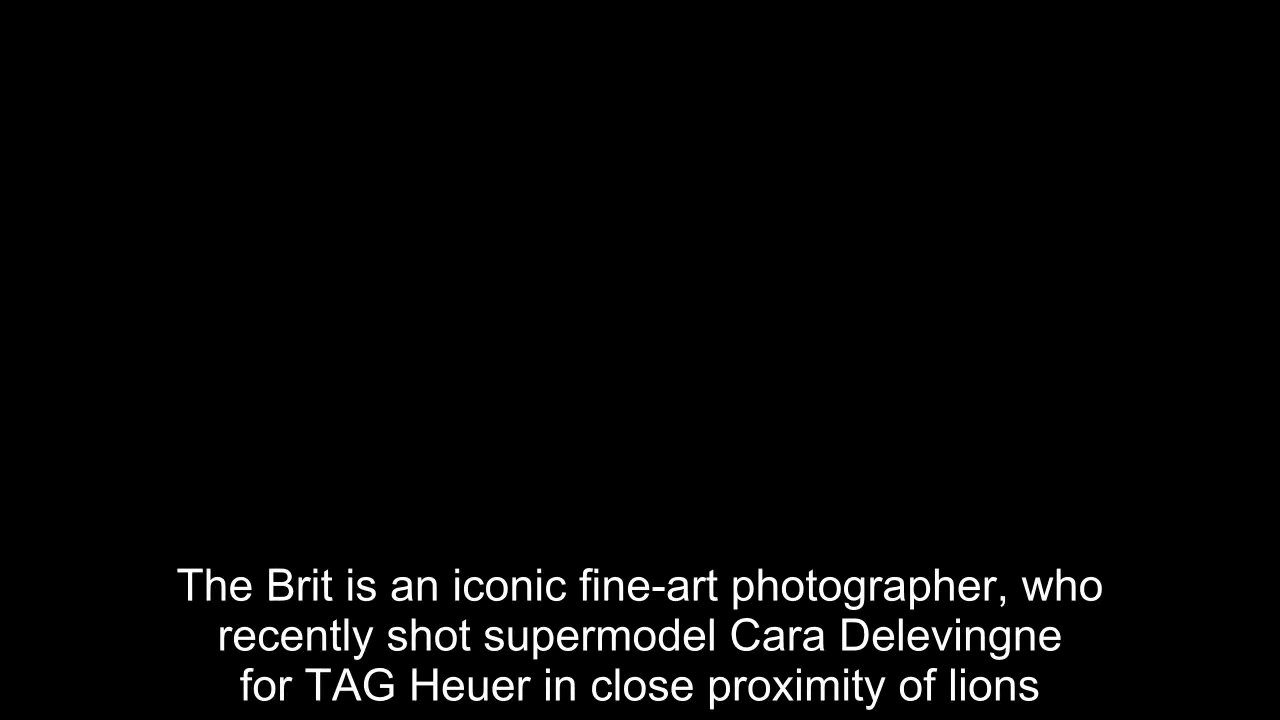 The Brit is an iconic fine-art photographer, who
recently shot supermodel Cara Delevingne
for TAG Heuer in close proximity of lions